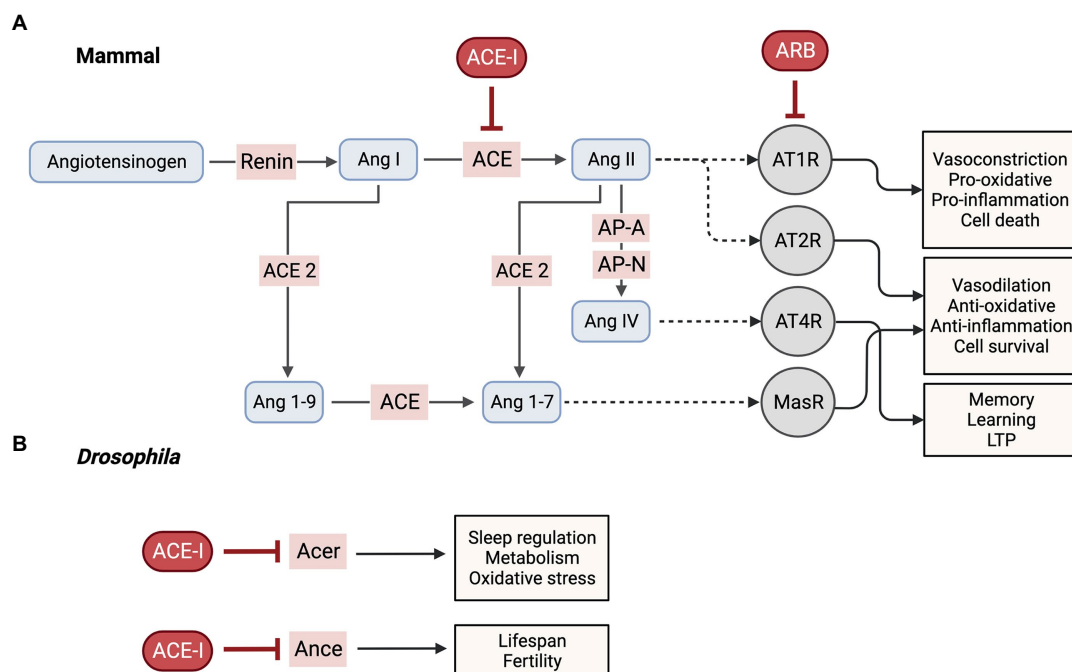 A
Mammal
ACE-I
ARB
Angiotensinogen
Renin
Ang I
ACE
Ang II
AT1R
Vasoconstriction
Pro-oxidative
Pro-inflammation
Cell death
AP-A
AT2R
ACE 2
ACE 2
AP-N
Vasodilation
Anti-oxidative
Anti-inflammation
Cell survival
Ang IV
AT4R
Ang 1-9
ACE
Ang 1-7
MasR
Memory
Learning
LTP
B
Drosophila
ACE-I
Acer
Sleep regulation
Metabolism
Oxidative stress
ACE-I
Ance
Lifespan
Fertility